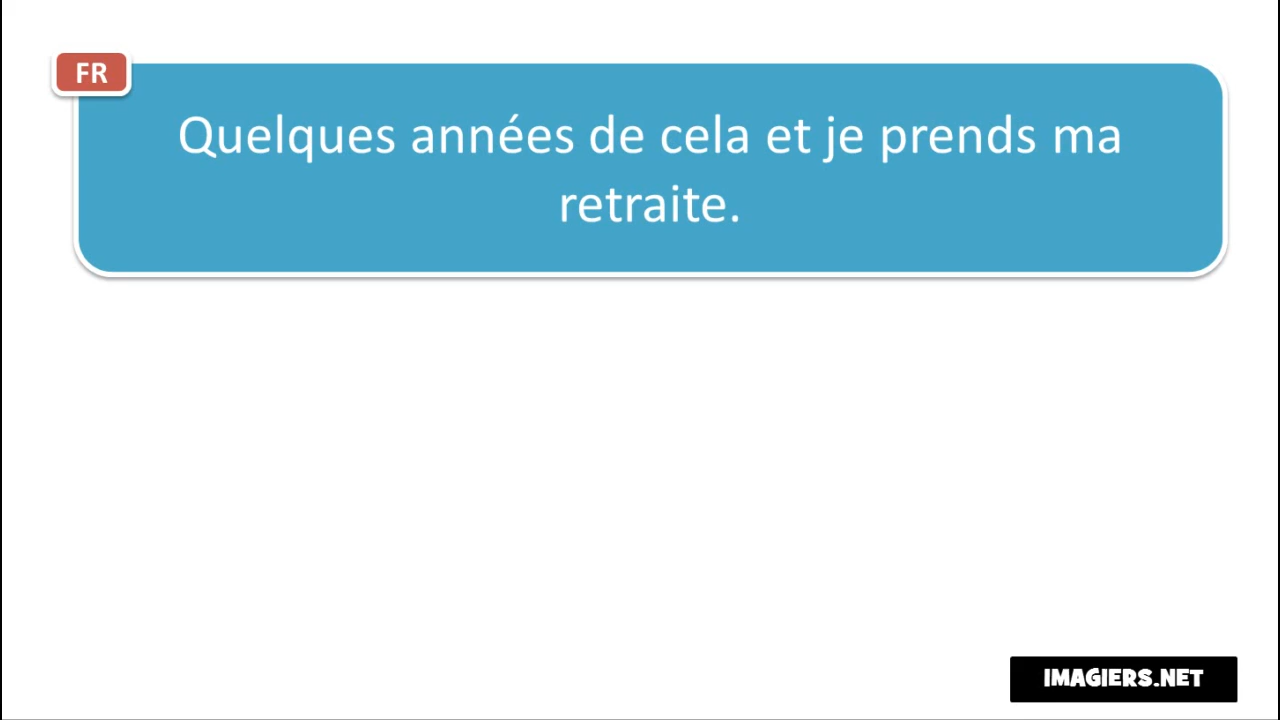 FR
Quelques années de cela et je prends ma
retraite.
IMAGIERS.NET